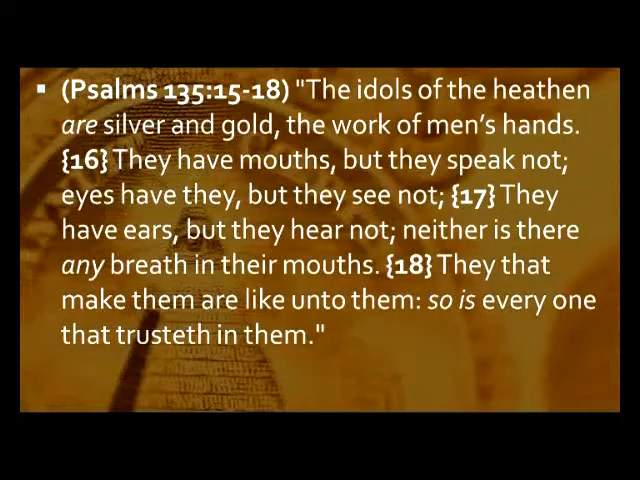 ▪ (Psalms 135:15-18) "The idols of the heathen
are silver and gold, the work of men's hands.
{16} They have mouths, but they speak not;
eyes have they, but they see not; {17} They
have ears, but they hear not; neither is there
any breath in their mouths. {18} They that
make them are like unto them: so is every one
that trusteth in them."